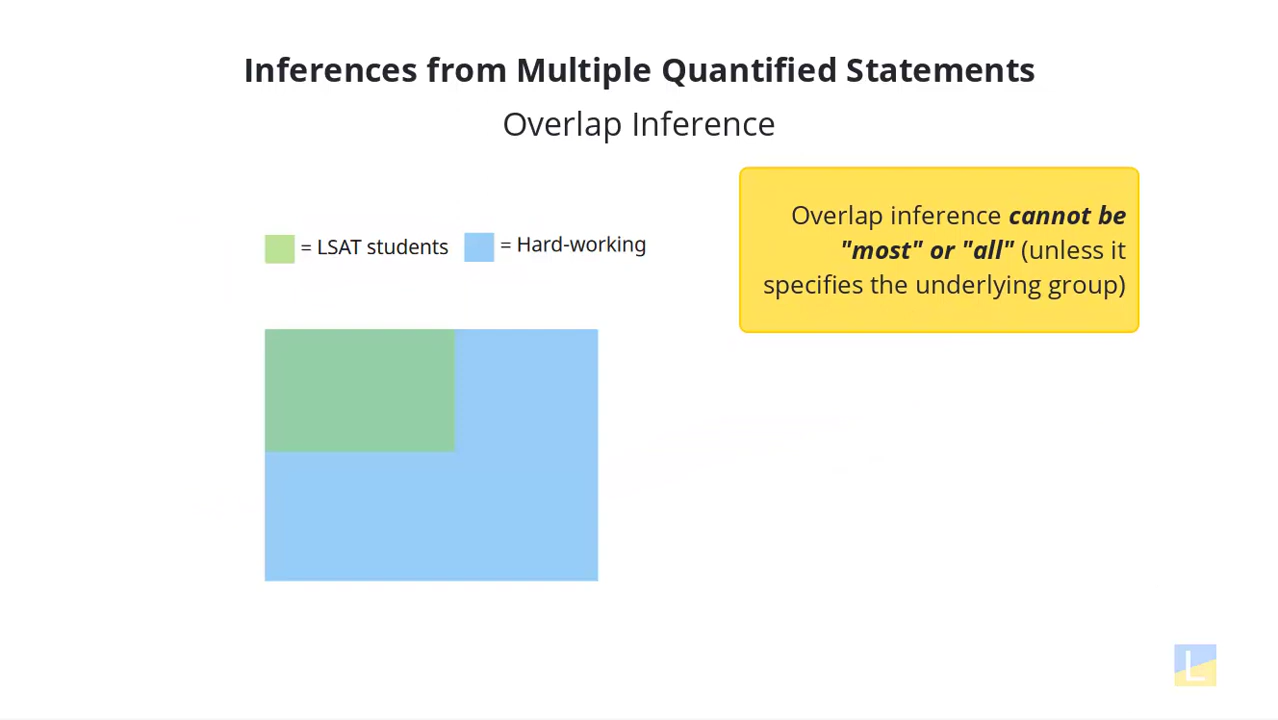 Inferences from Multiple Quantified Statements
Overlap Inference
= LSAT students = Hard-working
Overlap inference cannot be
"most" or "all" (unless it
specifies the underlying group)
L